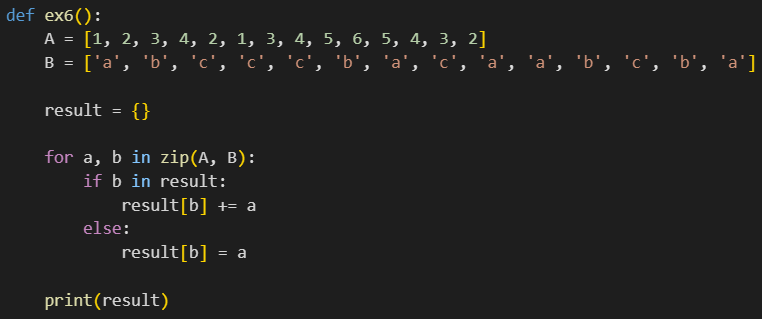 def ex6():
    A = [1, 2, 3, 4, 2, 1, 3, 4, 5, 6, 5, 4, 3, 2]
    B = ['a', 'b', 'c', 'c', 'c', 'b', 'a', 'c', 'a', 'a', 'b', 'c', 'b', 'a']
    result = {}
    for a, b in zip(A, B):
        if b in result:
            result[b] += a
        else:
            result[b] = a
    print(result)